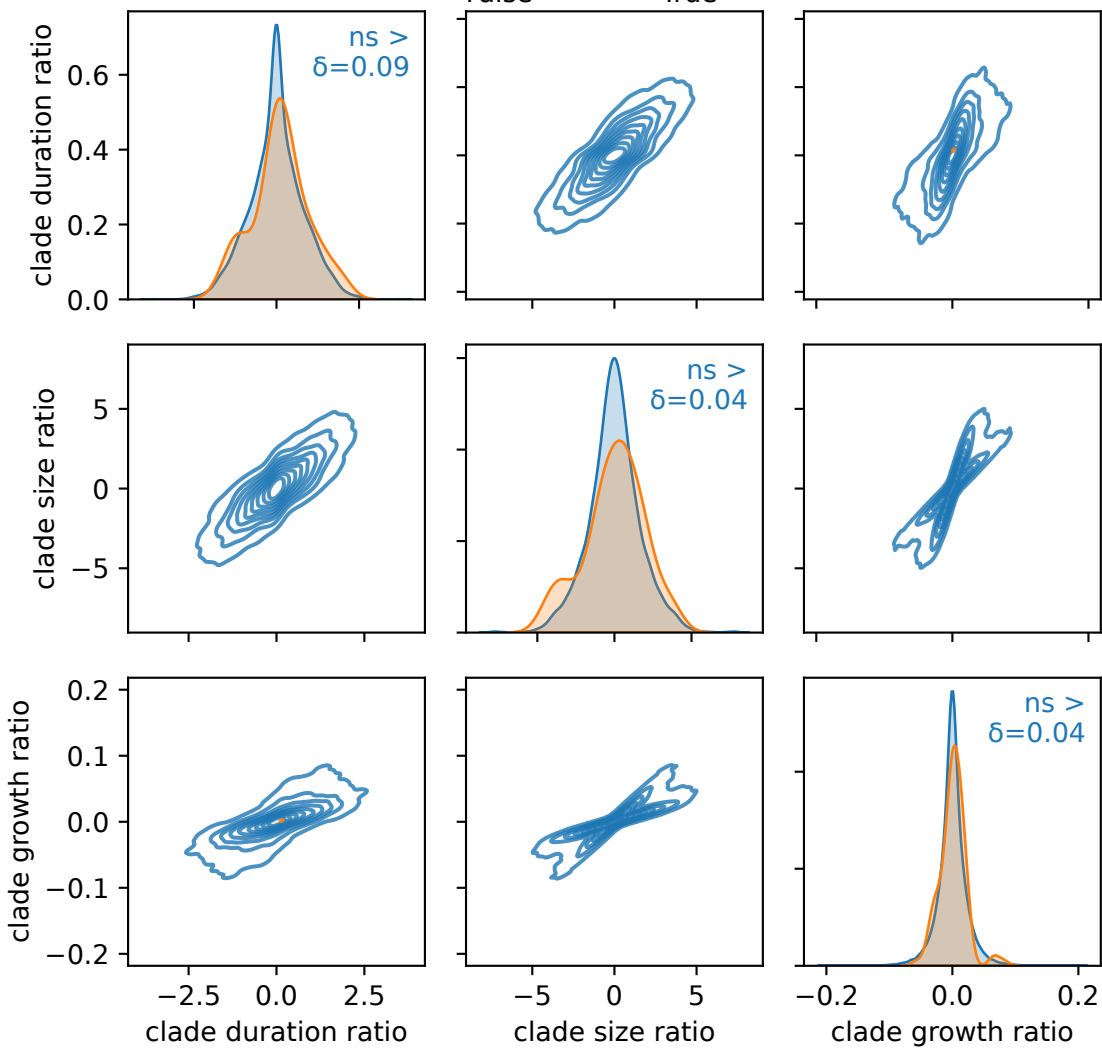 clade duration ratio
0.6
0.4
0.2
0.0
ns >
δ=0.09
clade size ratio
5
0
−5
ns >
δ=0.04
clade growth ratio
0.2
0.1
0.0
−0.1
−0.2
ns >
δ=0.04
−2.5 0.0 2.5
−5 0 5
−0.2 0.0 0.2
clade duration ratio
clade size ratio
clade growth ratio